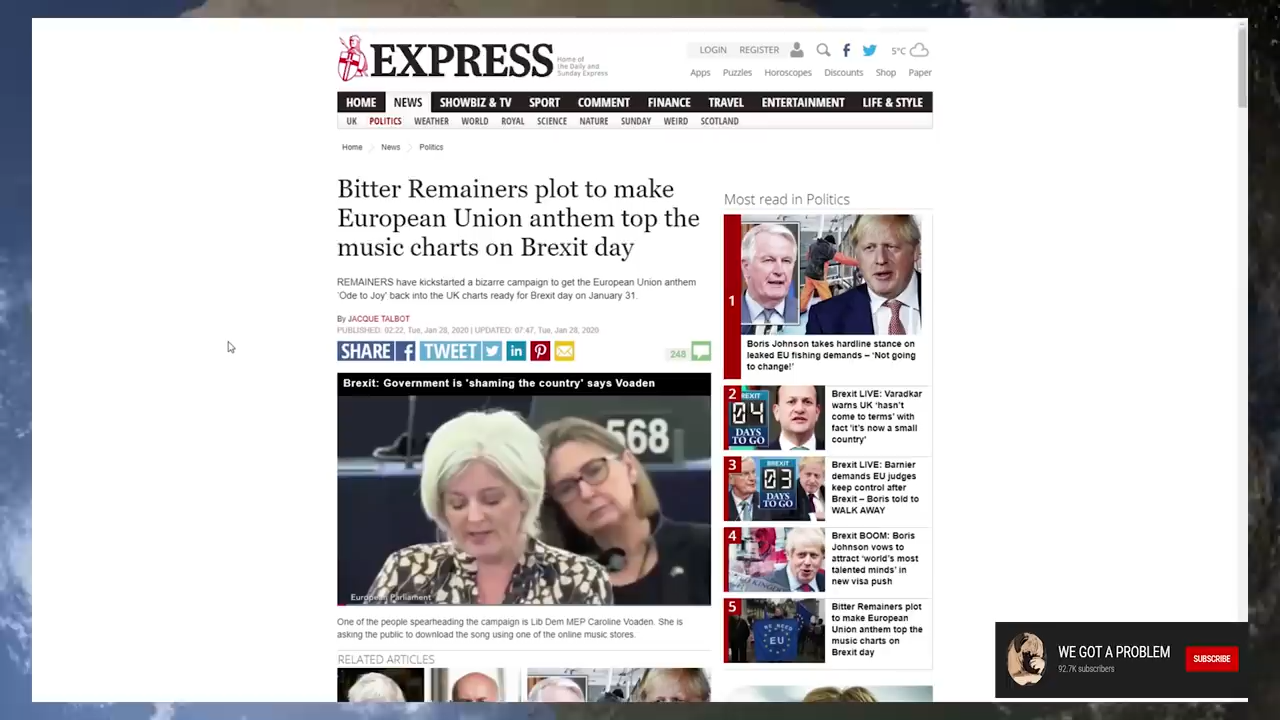 EXPRESS
Home of
the Daily and
Sunday Express
LOGIN REGISTER 5°C
Apps Puzzles Horoscopes Discounts Shop Paper
HOME NEWS SHOWBIZ & TV SPORT COMMENT FINANCE TRAVEL ENTERTAINMENT LIFE & STYLE
UK POLITICS WEATHER WORLD ROYAL SCIENCE NATURE SUNDAY WEIRD SCOTLAND
Home News Politics
Bitter Remainers plot to make
European Union anthem top the
music charts on Brexit day
REMAINERS have kickstarted a bizarre campaign to get the European Union anthem
'Ode to Joy' back into the UK charts ready for Brexit day on January 31.
By JACQUE TALBOT
PUBLISHED: 02:22, Tue, Jan 28, 2020 | UPDATED: 07:47, Tue, Jan 28, 2020
SHARE f TWEET in 248
Brexit: Government is 'shaming the country' says Voaden
568
European Parliament
One of the people spearheading the campaign is Lib Dem MEP Caroline Voaden. She is
asking the public to download the song using one of the online music stores.
RELATED ARTICLES
Most read in Politics
1
Boris Johnson takes hardline stance on
leaked EU fishing demands – 'Not going
to change!'
2
BREXIT
04
DAYS
TO GO
Brexit LIVE: Varadkar
warns UK 'hasn't
come to terms' with
fact 'it's now a small
country'
3
BREXIT
03
DAYS
TO GO
Brexit LIVE: Barnier
demands EU judges
keep control after
Brexit – Boris told to
WALK AWAY
4
Brexit BOOM: Boris
Johnson vows to
attract 'world's most
talented minds' in
new visa push
5
EU
Bitter Remainers plot
to make European
Union anthem top the
music charts on
Brexit day
WE GOT A PROBLEM
92.7K subscribers
SUBSCRIBE